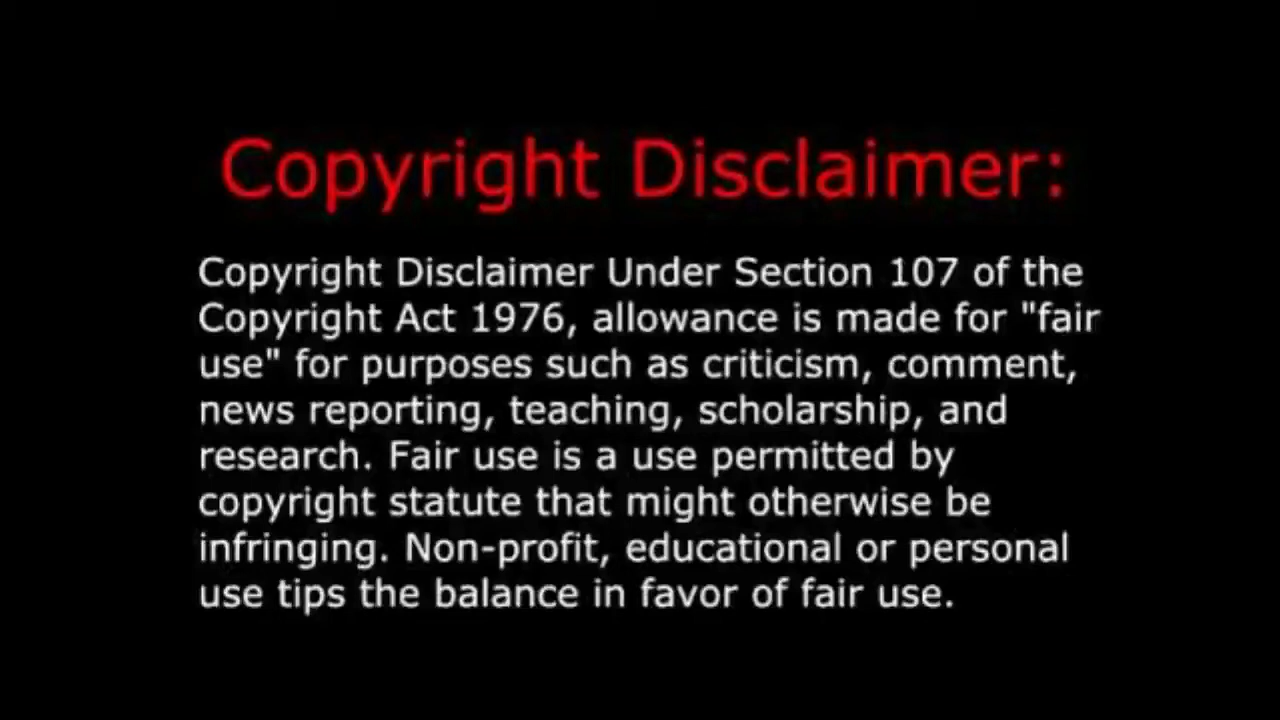 Copyright Disclaimer:
Copyright Disclaimer Under Section 107 of the
Copyright Act 1976, allowance is made for "fair
use" for purposes such as criticism, comment,
news reporting, teaching, scholarship, and
research. Fair use is a use permitted by
copyright statute that might otherwise be
infringing. Non-profit, educational or personal
use tips the balance in favor of fair use.